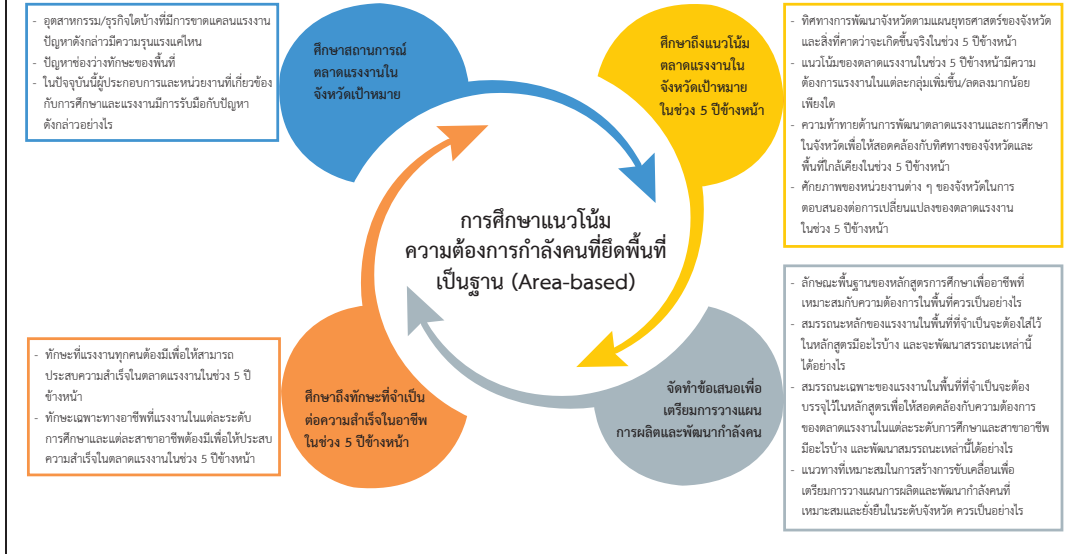 - อุตสาหกรรม/ธุรกิจใดบ้างที่มีการขาดแคลนแรงงาน
ปัญหาดังกล่าวมีความรุนแรงแค่ไหน
- ปัญหาช่องว่างทักษะของพื้นที่
- ในปัจจุบันนี้ผู้ประกอบการและหน่วยงานที่เกี่ยวข้อง
กับการศึกษาและแรงงานมีการรับมือกับปัญหา
ดังกล่าวอย่างไร
ศึกษาสถานการณ์
ตลาดแรงงานใน
จังหวัดเป้าหมาย
ศึกษาถึงแนวโน้ม
ตลาดแรงงานใน
จังหวัดเป้าหมาย
ในช่วง 5 ปีข้างหน้า
- ทิศทางการพัฒนาจังหวัดตามแผนยุทธศาสตร์ของจังหวัด
และสิ่งที่คาดว่าจะเกิดขึ้นจริงในช่วง 5 ปีข้างหน้า
- แนวโน้มของตลาดแรงงานในช่วง 5 ปีข้างหน้ามีความ
ต้องการแรงงานในแต่ละกลุ่มเพิ่มขึ้น/ลดลงมากน้อย
เพียงใด
- ความท้าทายด้านการพัฒนาตลาดแรงงานและการศึกษา
ในจังหวัดเพื่อให้สอดคล้องกับทิศทางของจังหวัดและ
พื้นที่ใกล้เคียงในช่วง 5 ปีข้างหน้า
- ศักยภาพของหน่วยงานต่าง ๆ ของจังหวัดในการ
ตอบสนองต่อการเปลี่ยนแปลงของตลาดแรงงาน
ในช่วง 5 ปีข้างหน้า
การศึกษาแนวโน้ม
ความต้องการกำลังคนที่ยึดพื้นที่
เป็นฐาน (Area-based)
- ทักษะที่แรงงานทุกคนต้องมีเพื่อให้สามารถ
ประสบความสำเร็จในตลาดแรงงานในช่วง 5 ปี
ข้างหน้า
- ทักษะเฉพาะทางอาชีพที่แรงงานในแต่ละระดับ
การศึกษาและแต่ละสาขาอาชีพต้องมีเพื่อให้ประสบ
ความสำเร็จในตลาดแรงงานในช่วง 5 ปีข้างหน้า
ศึกษาถึงทักษะที่จำเป็น
ต่อความสำเร็จในอาชีพ
ในช่วง 5 ปีข้างหน้า
จัดทำข้อเสนอเพื่อ
เตรียมการวางแผน
การผลิตและพัฒนากำลังคน
- ลักษณะพื้นฐานของหลักสูตรการศึกษาเพื่ออาชีพที่
เหมาะสมกับความต้องการในพื้นที่ควรเป็นอย่างไร
- สมรรถนะหลักของแรงงานในพื้นที่ที่จำเป็นจะต้องใส่ไว้
ในหลักสูตรมีอะไรบ้าง และจะพัฒนาสรรถนะเหล่านี้
ได้อย่างไร
- สมรรถนะเฉพาะของแรงงานในพื้นที่ที่จำเป็นจะต้อง
บรรจุไว้ในหลักสูตรเพื่อให้สอดคล้องกับความต้องการ
ของตลาดแรงงานในแต่ละระดับการศึกษาและสาขาอาชีพ
มีอะไรบ้าง และพัฒนาสมรรถนะเหล่านี้ได้อย่างไร
- แนวทางที่เหมาะสมในการสร้างการขับเคลื่อนเพื่อ
เตรียมการวางแผนการผลิตและพัฒนากำลังคนที่
เหมาะสมและยั่งยืนในระดับจังหวัด ควรเป็นอย่างไร